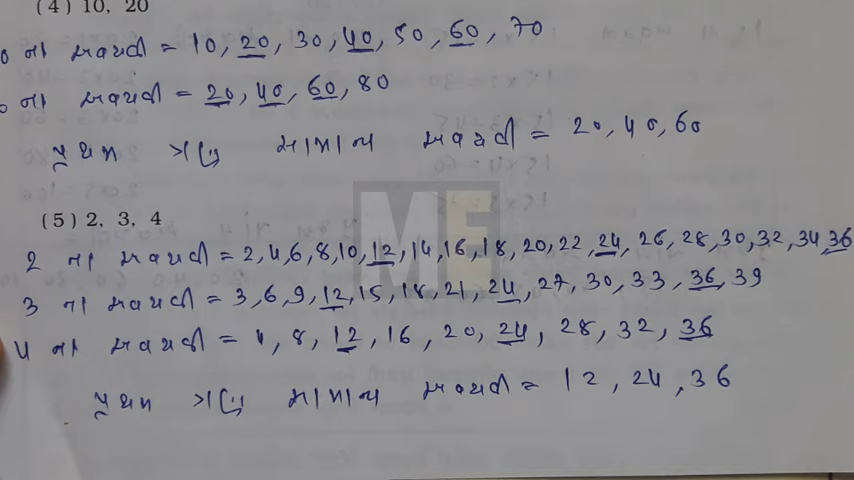 (4) 10, 20
0 ના અવયવી = 10, 20, 30, 40, 50, 60, 70
0 ના અવયવી = 20, 40, 60, 80
પ્રથમ ત્રણ સામાન્ય અવયવી = 20, 40, 60
ME
(5) 2, 3, 4
2 ના અવયવી = 2, 4, 6, 8, 10, 12, 14, 16, 18, 20, 22, 24, 26, 28, 30, 32, 34, 36
3 ના અવયવી = 3, 6, 9, 12, 15, 18, 21, 24, 27, 30, 33, 36, 39
4 ના અવયવી = 4, 8, 12, 16, 20, 24, 28, 32, 36
પ્રથમ ત્રણ સામાન્ય અવયવી = 12, 24, 36